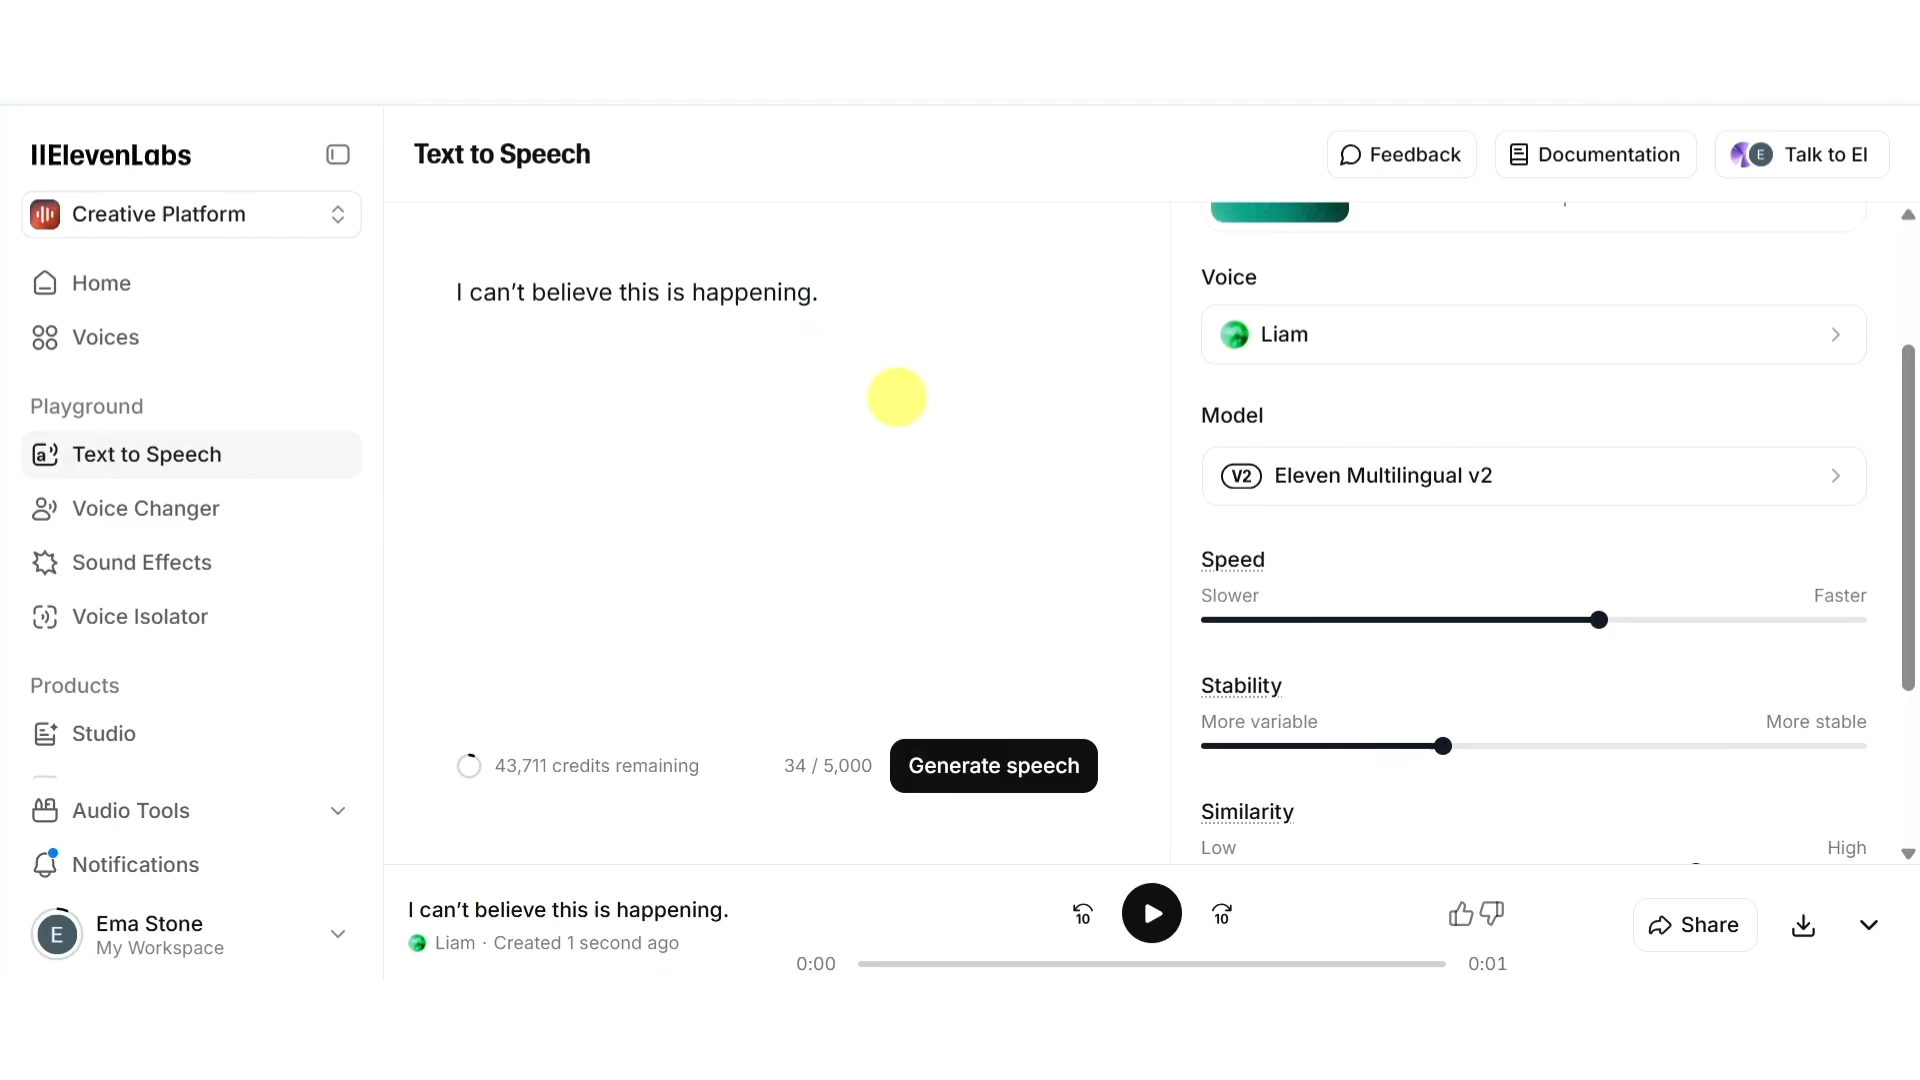 IIElevenLabs
Creative Platform
Home
Voices
Playground
Text to Speech
Voice Changer
Sound Effects
Voice Isolator
Products
Studio
Audio Tools
Notifications
E
Ema Stone
My Workspace
Text to Speech
Feedback
Documentation
E
Talk to El
I can’t believe this is happening.
43,711 credits remaining
34 / 5,000
Generate speech
Voice
Liam
Model
V2 Eleven Multilingual v2
Speed
Slower Faster
Stability
More variable More stable
Similarity
Low High
I can’t believe this is happening.
Liam · Created 1 second ago
10
10
0:00
0:01
Share